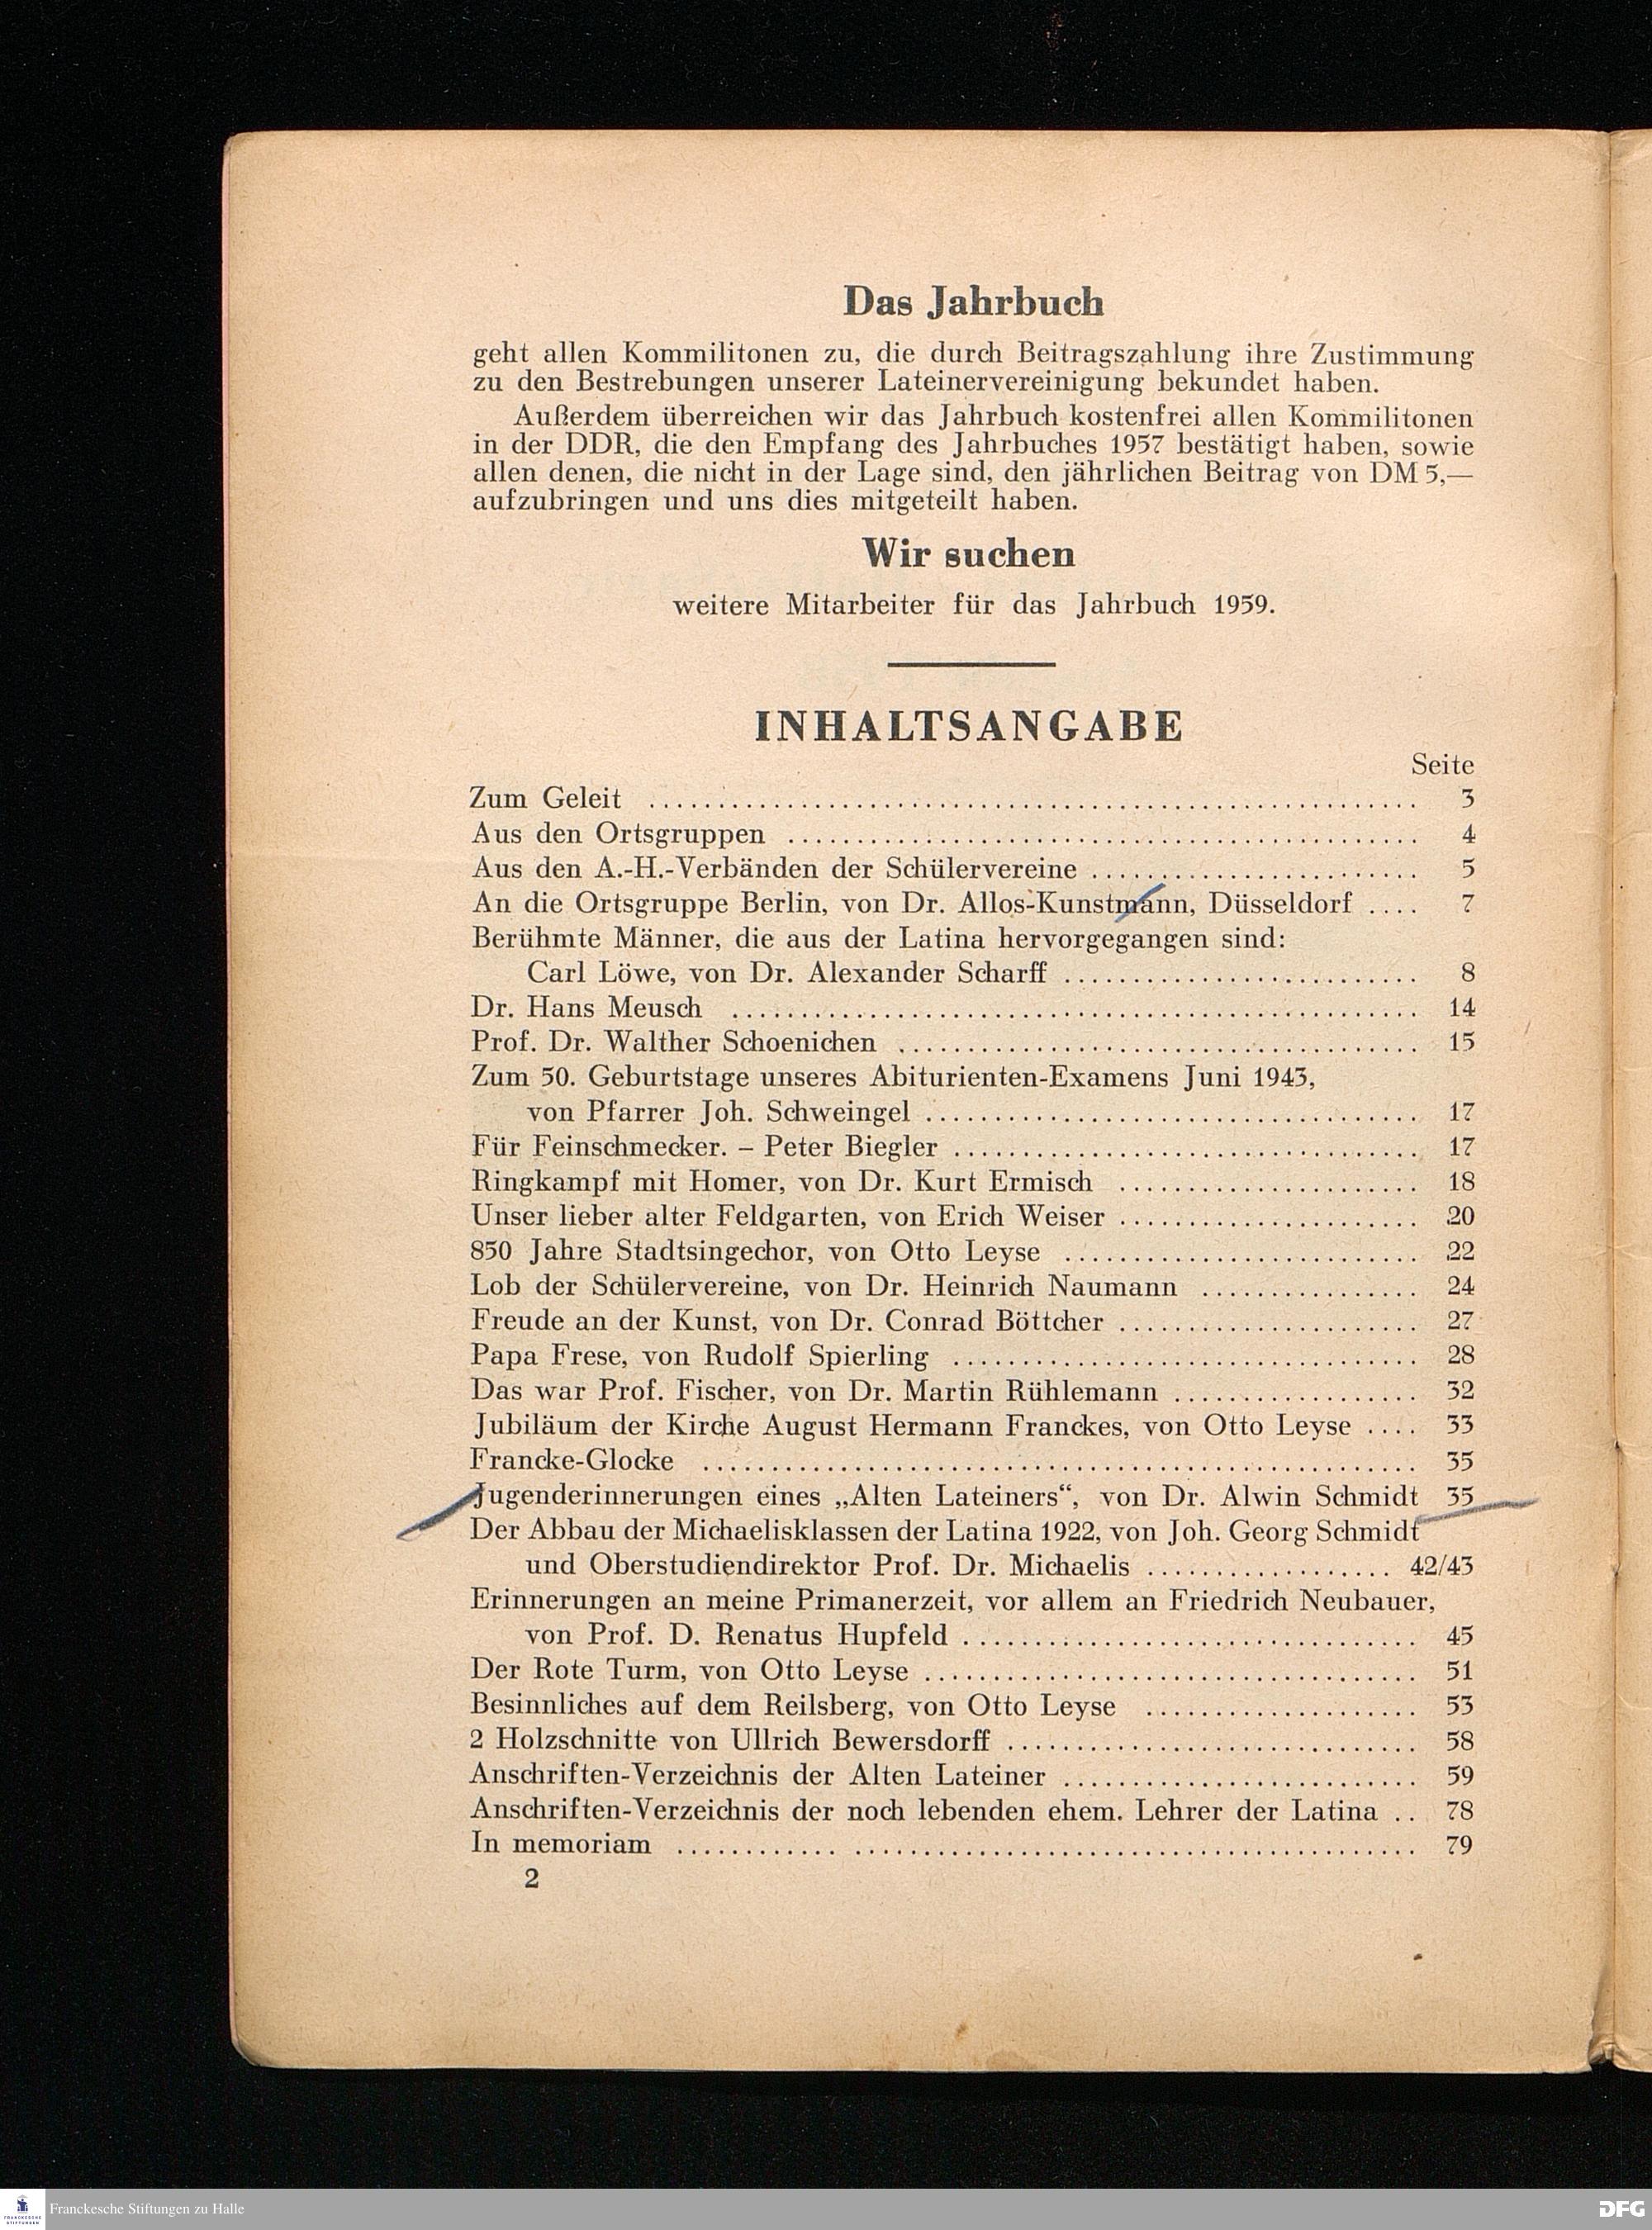 Das Jahrbuch
geht allen Kommilitonen zu, die durch Beitragszahlung ihre Zustimmung
zu den Bestrebungen unserer Lateinervereinigung bekundet haben.
Außerdem überreichen wir das Jahrbuch kostenfrei allen Kommilitonen
in der DDR, die den Empfang des Jahrbuches 1957 bestätigt haben, sowie
allen denen, die nicht in der Lage sind, den jährlichen Beitrag von DM 5,—
aufzubringen und uns dies mitgeteilt haben.
Wir suchen
weitere Mitarbeiter für das Jahrbuch 1959.
INHALTSANGABE
Seite
Zum Geleit ........ 3
Aus den Ortsgruppen ........ 4
Aus den A.-H.-Verbänden der Schülervereine ........ 5
An die Ortsgruppe Berlin, von Dr. Allos-Kunstmann, Düsseldorf .... 7
Berühmte Männer, die aus der Latina hervorgegangen sind:
Carl Löwe, von Dr. Alexander Scharff ........ 8
Dr. Hans Meusch ........ 14
Prof. Dr. Walther Schoenichen ........ 15
Zum 50. Geburtstage unseres Abiturienten-Examens Juni 1943,
von Pfarrer Joh. Schweingel ........ 17
Für Feinschmecker. – Peter Biegler ........ 17
Ringkampf mit Homer, von Dr. Kurt Ermisch ........ 18
Unser lieber alter Feldgarten, von Erich Weiser ........ 20
850 Jahre Stadtsingechor, von Otto Leyse ........ 22
Lob der Schülervereine, von Dr. Heinrich Naumann ........ 24
Freude an der Kunst, von Dr. Conrad Böttcher ........ 27
Papa Frese, von Rudolf Spierling ........ 28
Das war Prof. Fischer, von Dr. Martin Rühlemann ........ 32
Jubiläum der Kirche August Hermann Franckes, von Otto Leyse .... 33
Francke-Glocke ........ 35
Jugenderinnerungen eines „Alten Lateiners“, von Dr. Alwin Schmidt 35
Der Abbau der Michaelisklassen der Latina 1922, von Joh. Georg Schmidt
und Oberstudiendirektor Prof. Dr. Michaelis ........ 42/43
Erinnerungen an meine Primanerzeit, vor allem an Friedrich Neubauer,
von Prof. D. Renatus Hupfeld ........ 45
Der Rote Turm, von Otto Leyse ........ 51
Besinnliches auf dem Reilsberg, von Otto Leyse ........ 53
2 Holzschnitte von Ullrich Bewersdorff ........ 58
Anschriften-Verzeichnis der Alten Lateiner ........ 59
Anschriften-Verzeichnis der noch lebenden ehem. Lehrer der Latina .. 78
In memoriam ........ 79
2
FRANCKESCHE
STIFTUNGEN
Franckesche Stiftungen zu Halle
DFG